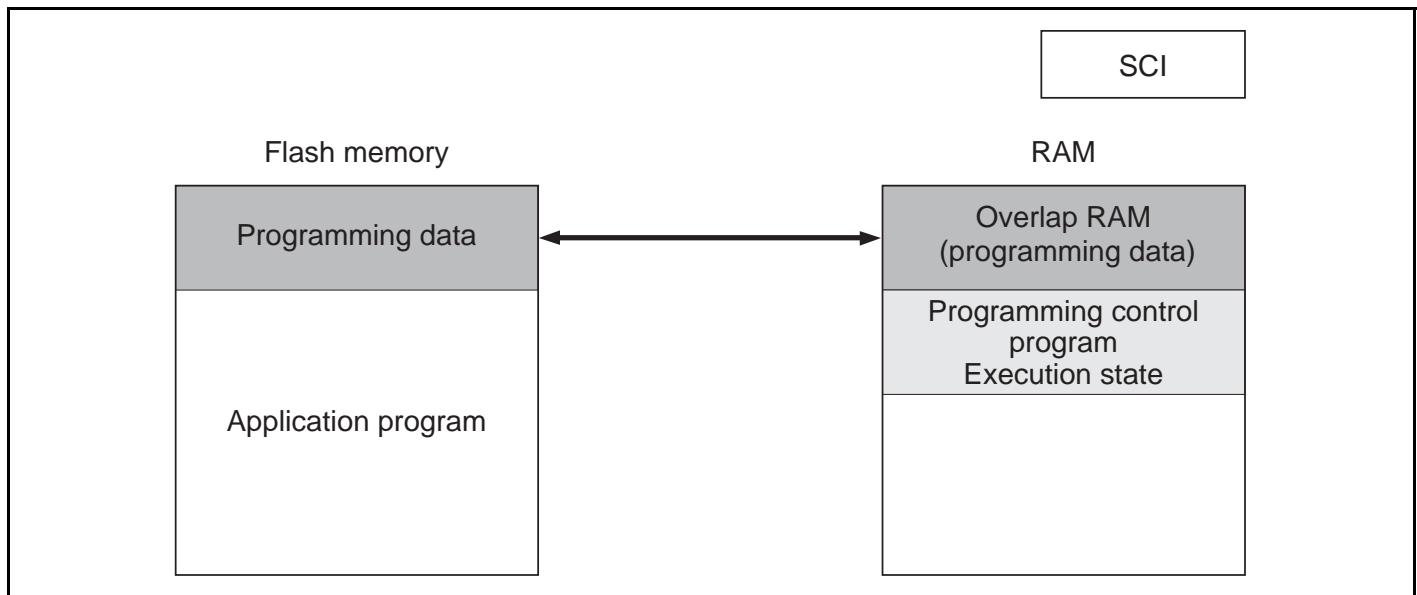 SCI
Flash memory
RAM
Programming data
Overlap RAM
(programming data)
Programming control
program
Execution state
Application program